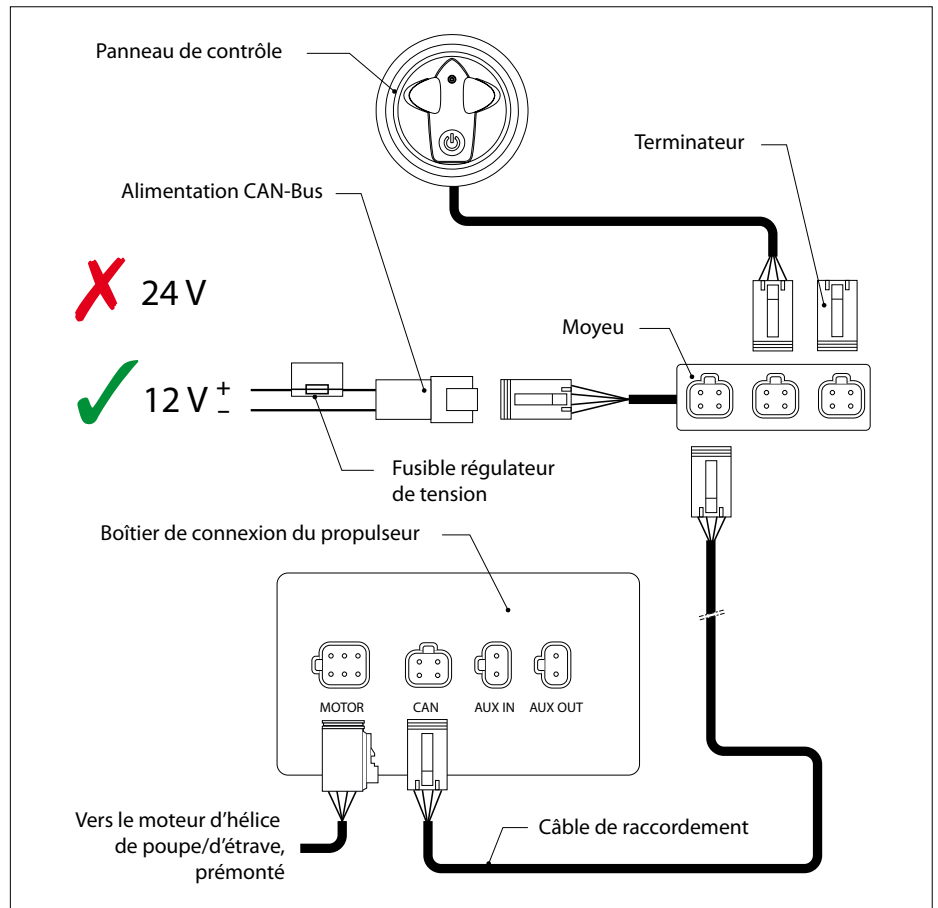 Panneau de contrôle
Terminateur
Alimentation CAN-Bus
24 V
Moyeu
12 V + –
Fusible régulateur
de tension
Boîtier de connexion du propulseur
MOTOR
CAN
AUX IN
AUX OUT
Vers le moteur d’hélice
de poupe/d’étrave,
prémonté
Câble de raccordement